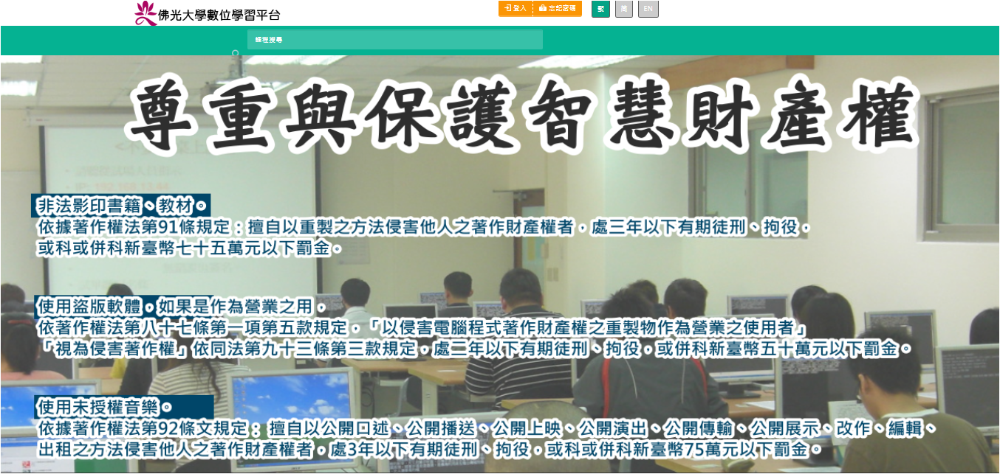 佛光大學數位學習平台
登入 忘記密碼 繁 简 EN
課程搜尋
尊重與保護智慧財產權
非法影印書籍、教材。
依據著作權法第91條規定：擅自以重製之方法侵害他人之著作財產權者，處三年以下有期徒刑、拘役，
或科或併科新臺幣七十五萬元以下罰金。
使用盜版軟體，如果是作為營業之用，
依著作權法第八十七條第一項第五款規定，「以侵害電腦程式著作財產權之重製物作為營業之使用者」
「視為侵害著作權」依同法第九十三條第三款規定，處二年以下有期徒刑、拘役，或併科新臺幣五十萬元以下罰金。
使用未授權音樂。
依據著作權法第92條文規定： 擅自以公開口述、公開播送、公開上映、公開演出、公開傳輸、公開展示、改作、編輯、
出租之方法侵害他人之著作財產權者，處3年以下有期徒刑、拘役，或科或併科新臺幣75萬元以下罰金。